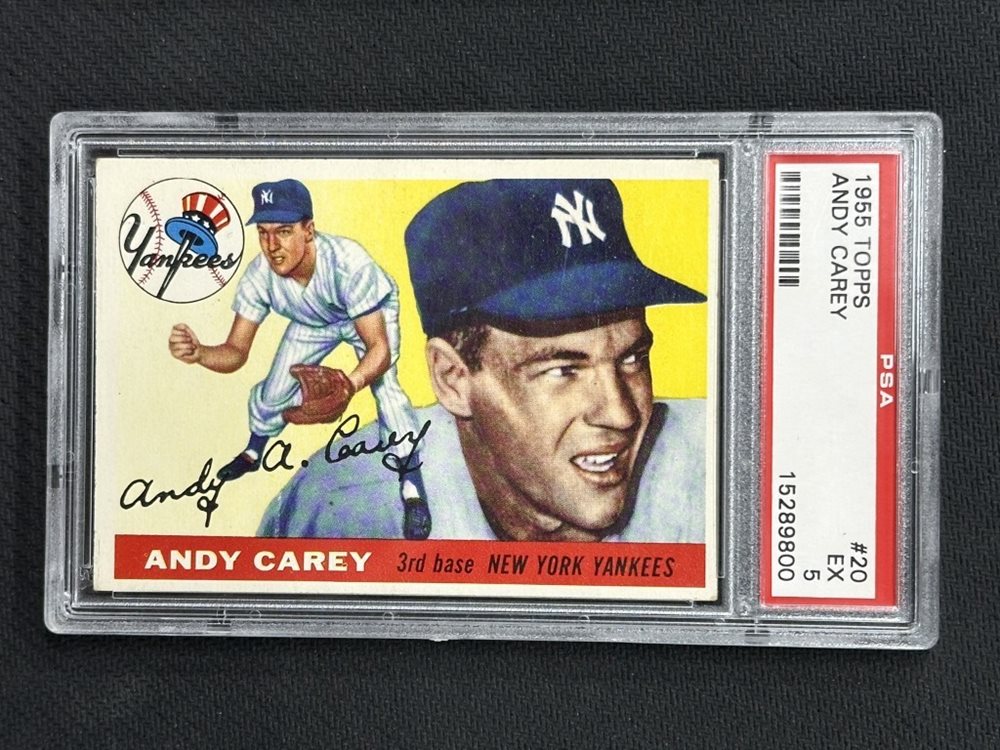 Yankees
NY
NY
Andy A. Carey
ANDY CAREY 3rd base NEW YORK YANKEES
1955 TOPPS #20
ANDY CAREY EX 5
PSA 15289800